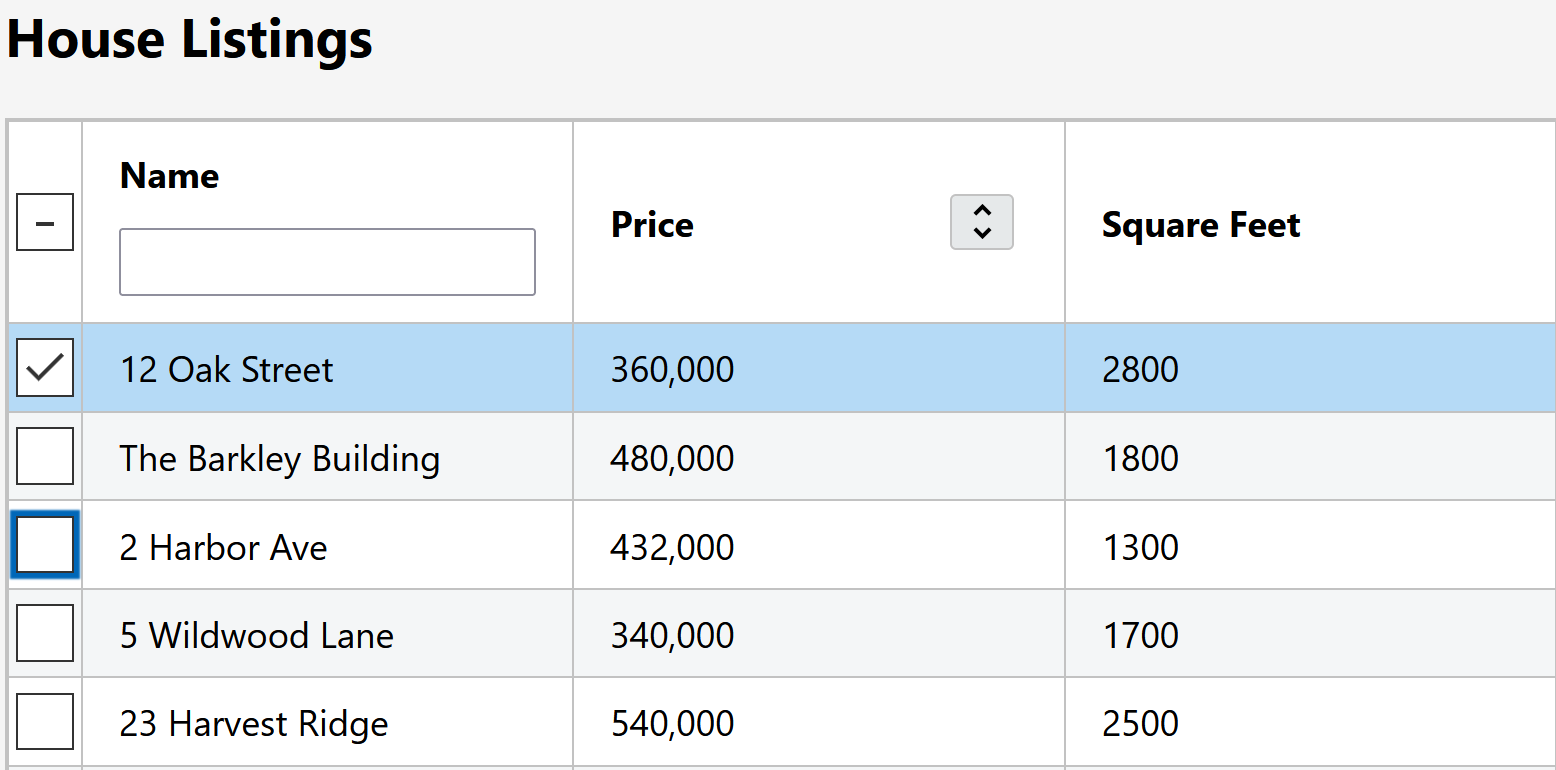 House Listings
Name
Price
Square Feet
12 Oak Street 360,000 2800
The Barkley Building 480,000 1800
2 Harbor Ave 432,000 1300
5 Wildwood Lane 340,000 1700
23 Harvest Ridge 540,000 2500